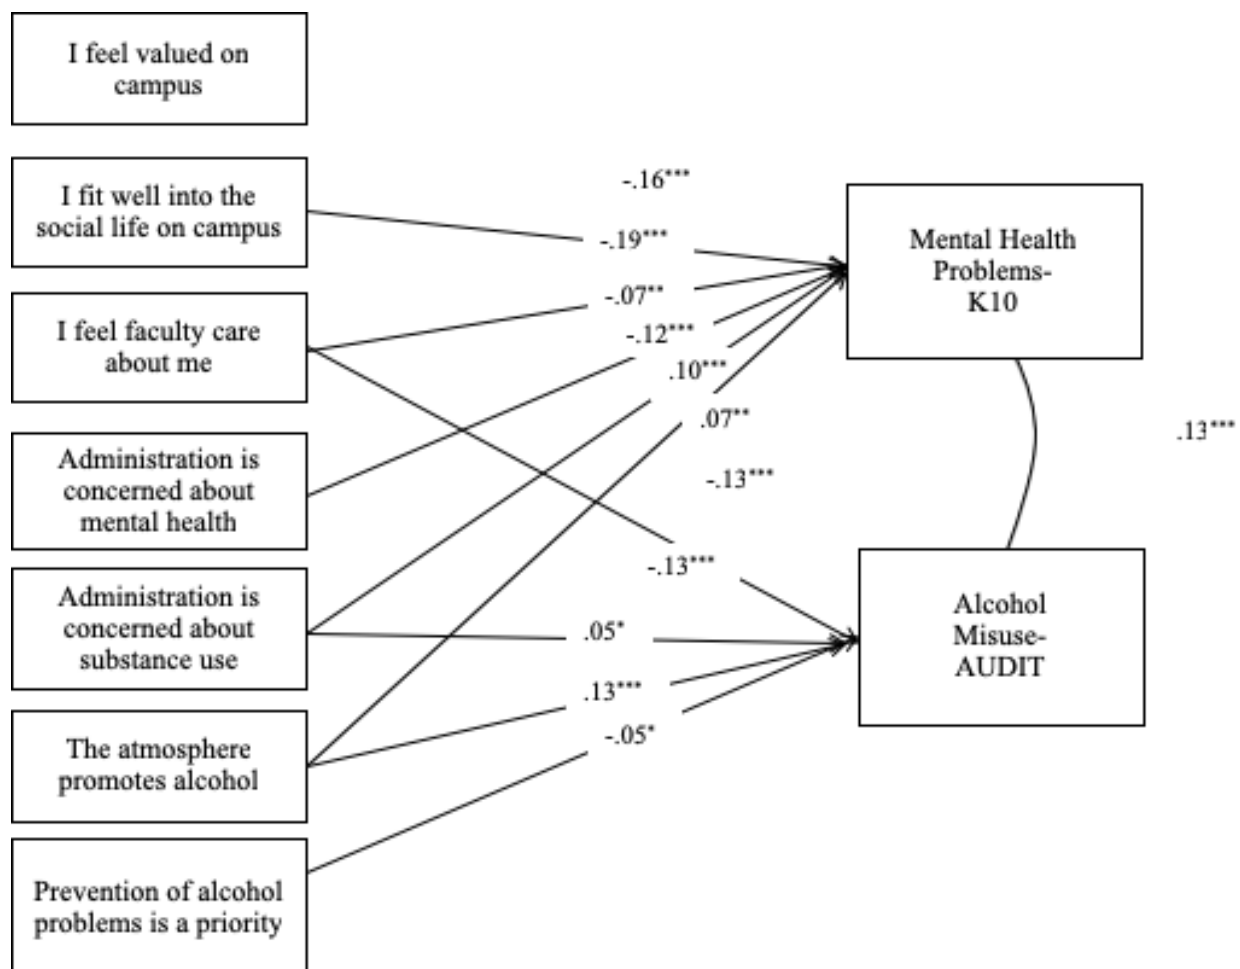 I feel valued on
campus
I fit well into the
social life on campus
I feel faculty care
about me
Administration is
concerned about
mental health
Administration is
concerned about
substance use
The atmosphere
promotes alcohol
Prevention of alcohol
problems is a priority
-.16***
-.19***
-.07**
-.12***
.10***
.07**
-.13***
-.13***
.05*
.13***
-.05*
Mental Health
Problems-
K10
.13***
Alcohol
Misuse-
AUDIT